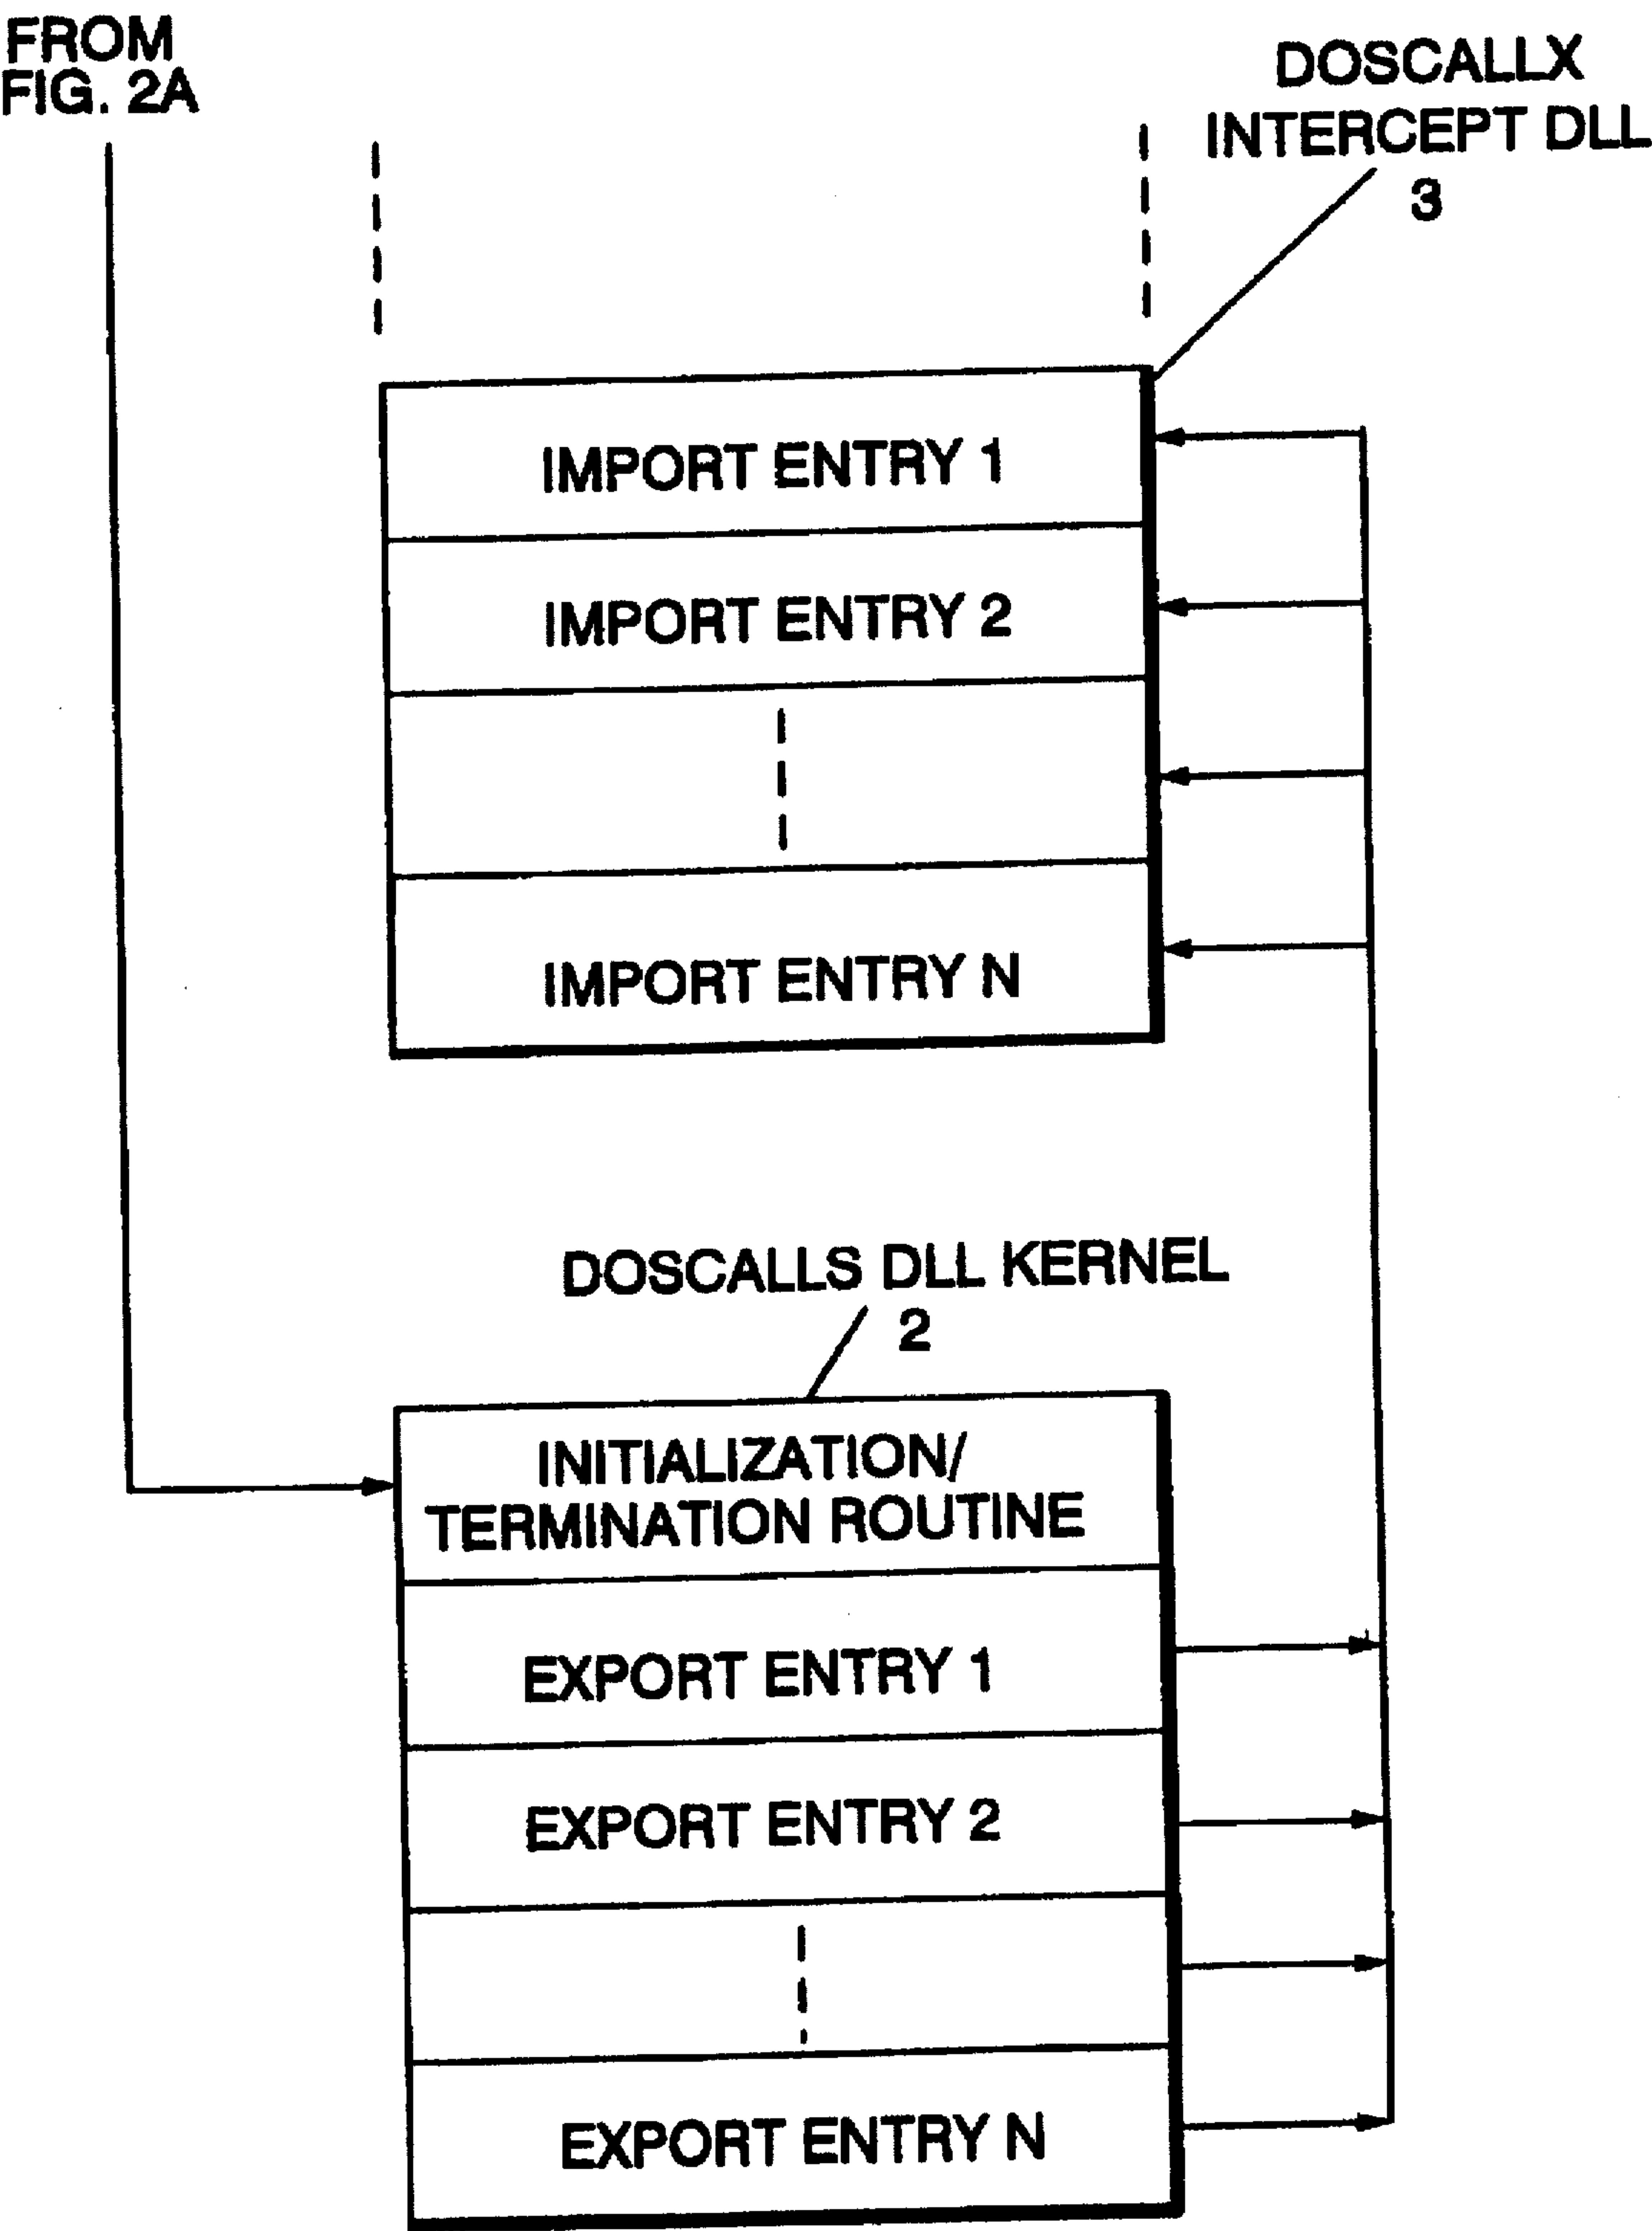 FROM
FIG. 2A
DOSCALLX
INTERCEPT DLL
3
IMPORT ENTRY 1
IMPORT ENTRY 2
IMPORT ENTRY N
DOSCALLS DLL KERNEL
2
INITIALIZATION/
TERMINATION ROUTINE
EXPORT ENTRY 1
EXPORT ENTRY 2
EXPORT ENTRY N